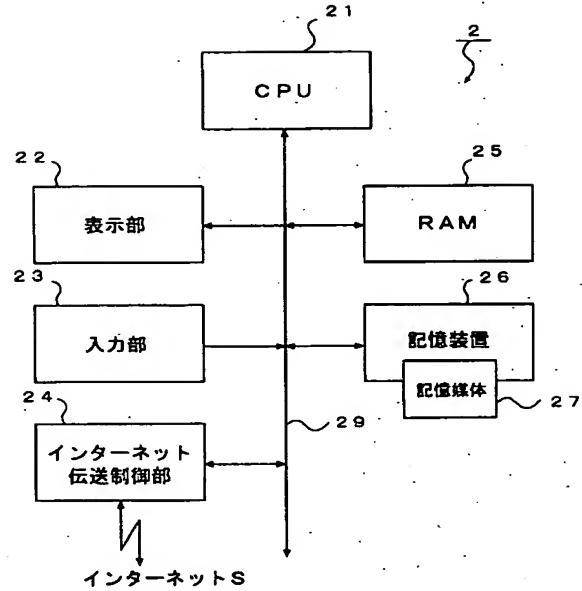 21
2
CPU
22
25
表示部
RAM
23
26
入力部
記憶装置
記憶媒体
27
24
29
インターネット
伝送制御部
インターネットS